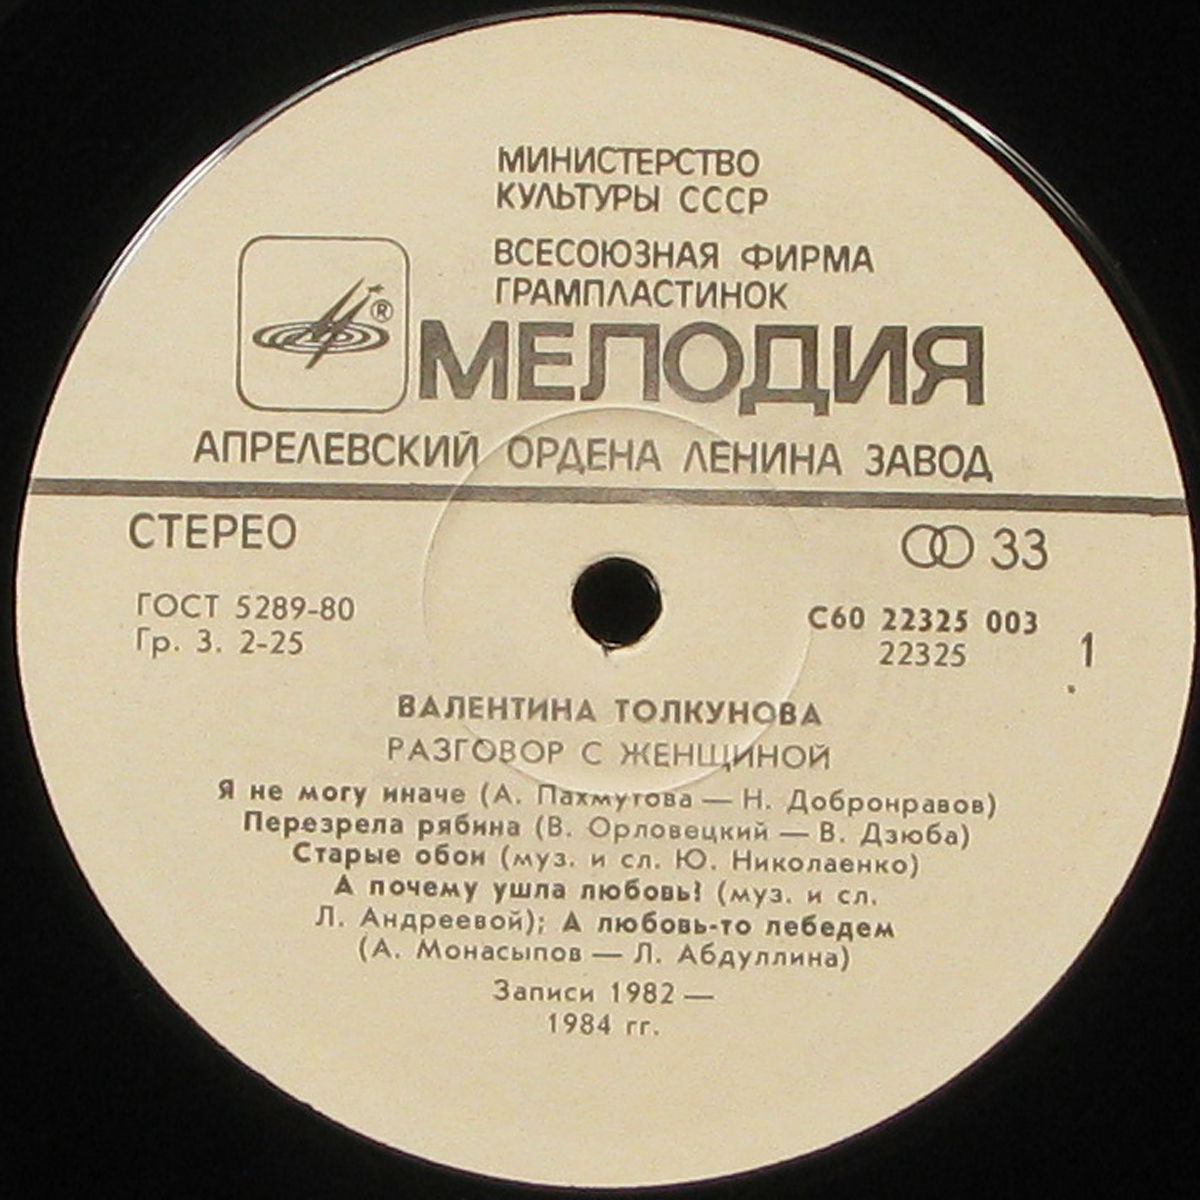 МИНИСТЕРСТВО
КУЛЬТУРЫ СССР
ВСЕСОЮЗНАЯ ФИРМА
ГРАМПЛАСТИНОК
®
МЕЛОДИЯ
АПРЕЛЕВСКИЙ ОРДЕНА ЛЕНИНА ЗАВОД
СТЕРЕО
33
ГОСТ 5289-80
Гр. 3. 2-25
С60 22325 003
22325
1
ВАЛЕНТИНА ТОЛКУНОВА
РАЗГОВОР С ЖЕНЩИНОЙ
Я не могу иначе (А. Пахмутова — Н. Добронравов)
Перезрела рябина (В. Орловецкий — В. Дзюба)
Старые обои (муз. и сл. Ю. Николаенко)
А почему ушла любовь? (муз. и сл.
Л. Андреевой); А любовь-то лебедем
(А. Монасыпов — Л. Абдуллина)
Записи 1982 —
1984 гг.